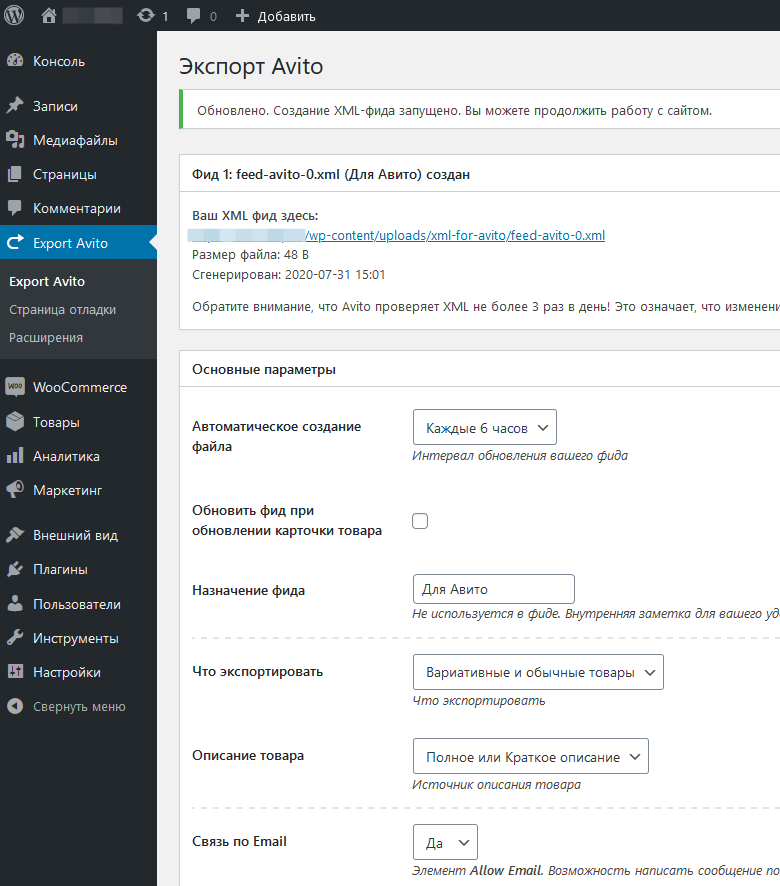 1
0
Добавить
Консоль
Записи
Медиафайлы
Страницы
Комментарии
Export Avito
Export Avito
Страница отладки
Расширения
WooCommerce
Товары
Аналитика
Маркетинг
Внешний вид
Плагины
Пользователи
Инструменты
Настройки
Свернуть меню
Экспорт Avito
Обновлено. Создание XML-фида запущено. Вы можете продолжить работу с сайтом.
Фид 1: feed-avito-0.xml (Для Авито) создан
Ваш XML фид здесь:
/wp-content/uploads/xml-for-avito/feed-avito-0.xml
Размер файла: 48 B
Сгенерирован: 2020-07-31 15:01
Обратите внимание, что Avito проверяет XML не более 3 раз в день! Это означает, что изменени
Основные параметры
Автоматическое создание
файла
Каждые 6 часов
Интервал обновления вашего фида
Обновить фид при
обновлении карточки товара
Назначение фида
Для Авито
Не используется в фиде. Внутренняя заметка для вашего уд
Что экспортировать
Вариативные и обычные товары
Что экспортировать
Описание товара
Полное или Краткое описание
Источник описания товара
Связь по Email
Да
Элемент Allow Email. Возможность написать сообщение по